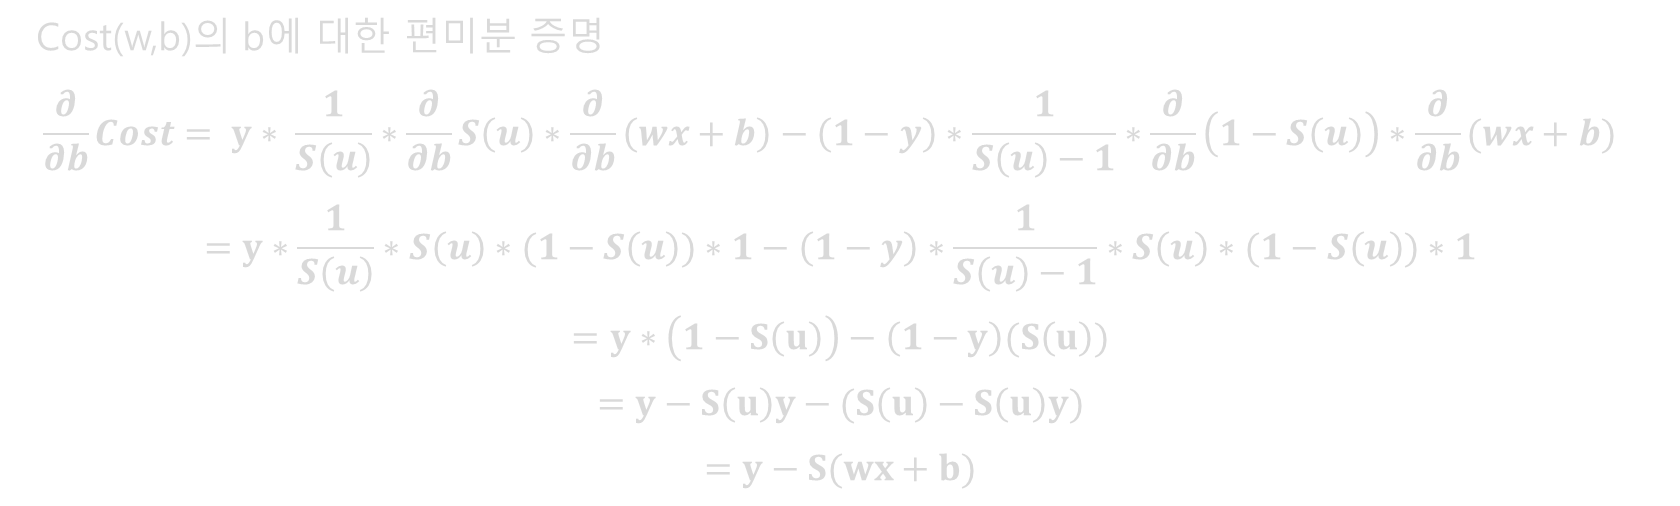 Cost(w,b)의 b에 대한 편미분 증명
∂/∂b Cost = y * 1/S(u) * ∂/∂b S(u) * ∂/∂b (wx + b) − (1 − y) * 1/(S(u) − 1) * ∂/∂b (1 − S(u)) * ∂/∂b (wx + b)
= y * 1/S(u) * S(u) * (1 − S(u)) * 1 − (1 − y) * 1/(S(u) − 1) * S(u) * (1 − S(u)) * 1
= y * (1 − S(u)) − (1 − y)(S(u))
= y − S(u)y − (S(u) − S(u)y)
= y − S(wx + b)